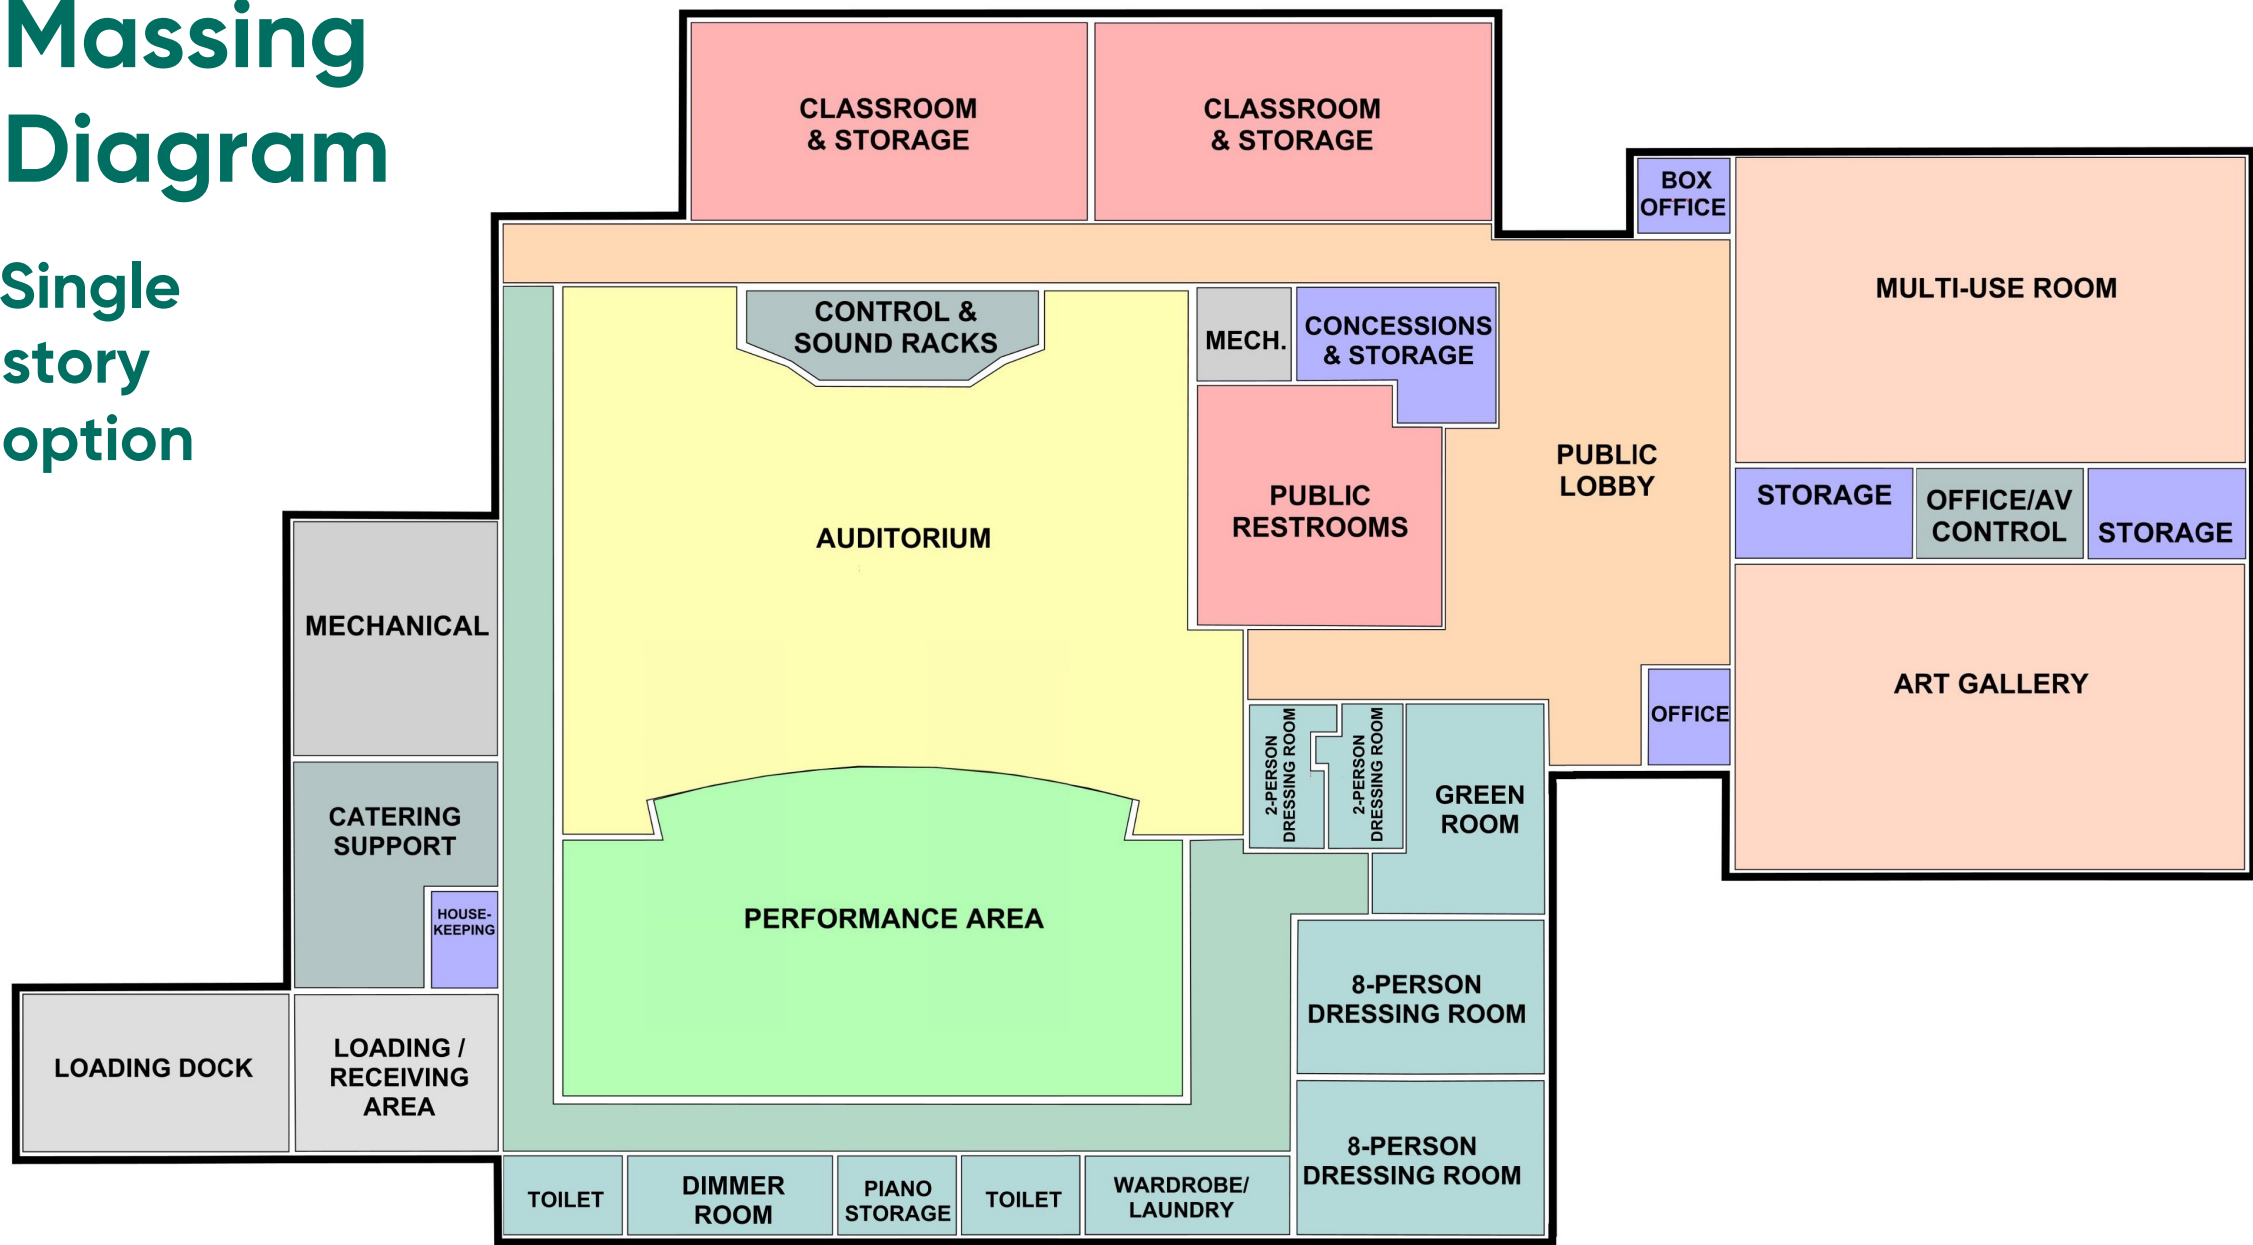 Massing
Diagram
Single
story
option
CLASSROOM
& STORAGE
CLASSROOM
& STORAGE
BOX
OFFICE
MULTI-USE ROOM
CONTROL &
SOUND RACKS
MECH.
CONCESSIONS
& STORAGE
PUBLIC
LOBBY
PUBLIC
RESTROOMS
STORAGE
OFFICE/AV
CONTROL
STORAGE
AUDITORIUM
MECHANICAL
ART GALLERY
OFFICE
2-PERSON
DRESSING ROOM
2-PERSON
DRESSING ROOM
GREEN
ROOM
CATERING
SUPPORT
HOUSE-
KEEPING
PERFORMANCE AREA
8-PERSON
DRESSING ROOM
LOADING DOCK
LOADING /
RECEIVING
AREA
8-PERSON
DRESSING ROOM
TOILET
DIMMER
ROOM
PIANO
STORAGE
TOILET
WARDROBE/
LAUNDRY